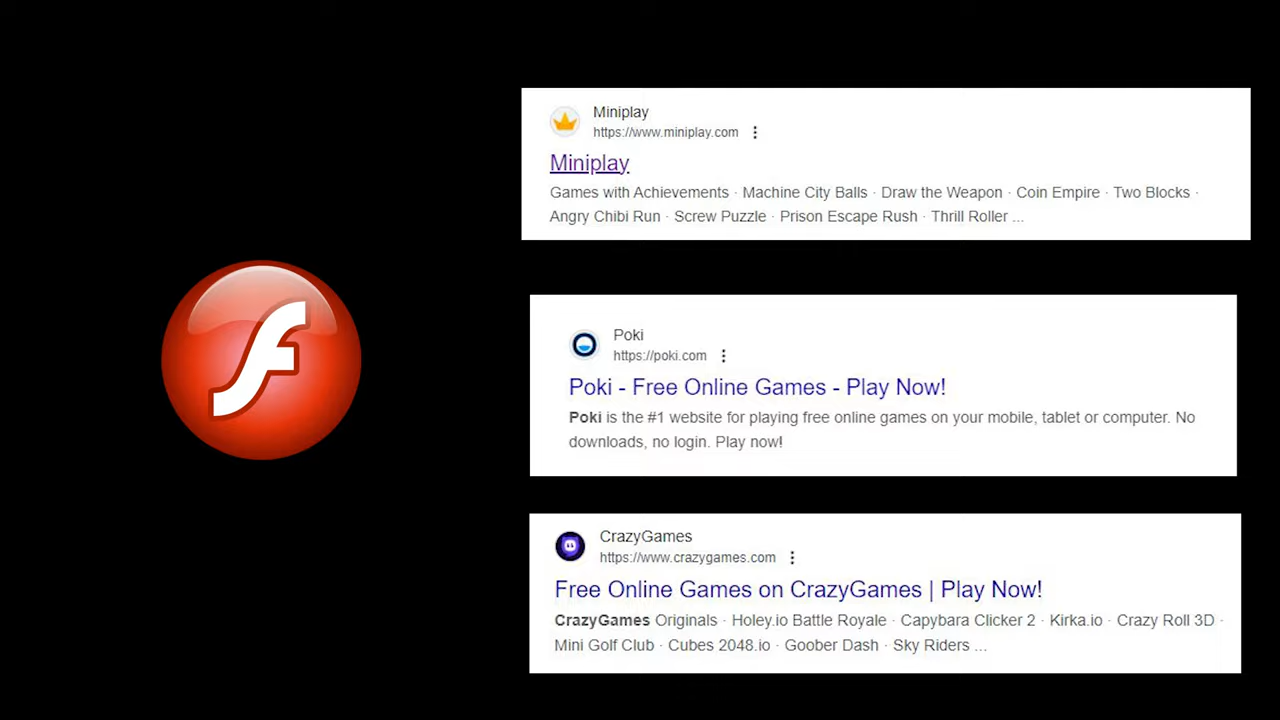 Miniplay
https://www.miniplay.com
Miniplay
Games with Achievements · Machine City Balls · Draw the Weapon · Coin Empire · Two Blocks ·
Angry Chibi Run · Screw Puzzle · Prison Escape Rush · Thrill Roller ...
Poki
https://poki.com
Poki - Free Online Games - Play Now!
Poki is the #1 website for playing free online games on your mobile, tablet or computer. No
downloads, no login. Play now!
CrazyGames
https://www.crazygames.com
Free Online Games on CrazyGames | Play Now!
CrazyGames Originals · Holey.io Battle Royale · Capybara Clicker 2 · Kirka.io · Crazy Roll 3D ·
Mini Golf Club · Cubes 2048.io · Goober Dash · Sky Riders ...